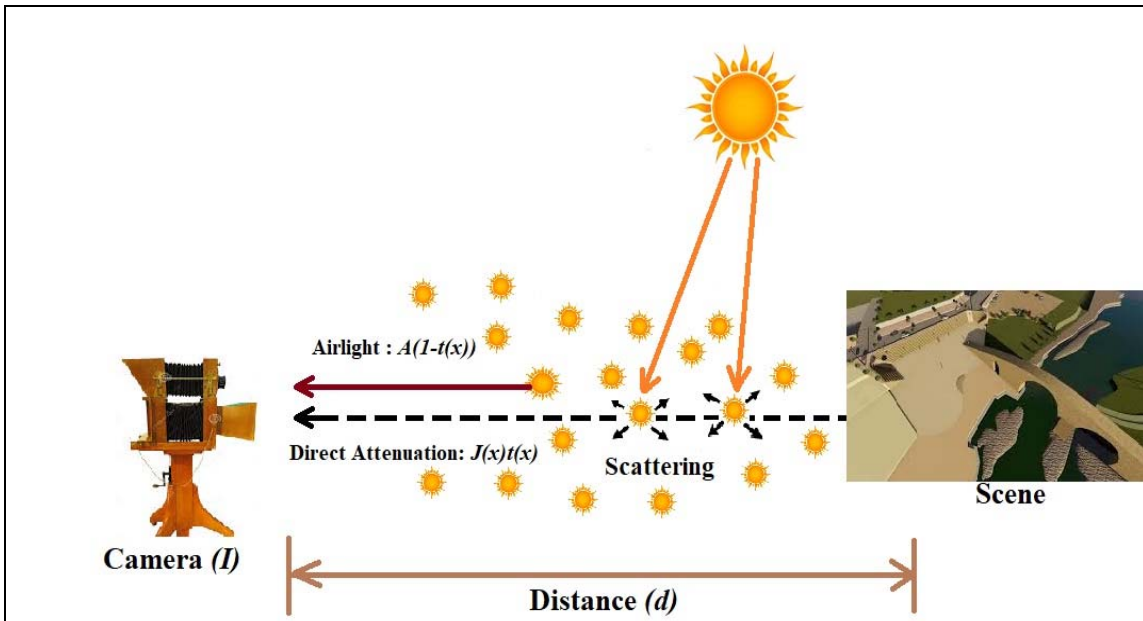 Airlight : A(1-t(x))
Direct Attenuation: J(x)t(x)
Scattering
Scene
Camera (I)
Distance (d)